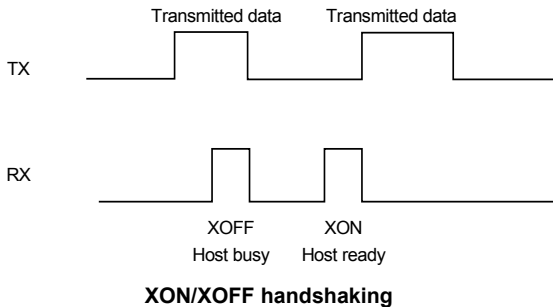 Transmitted data Transmitted data
TX
RX
XOFF XON
Host busy Host ready
XON/XOFF handshaking